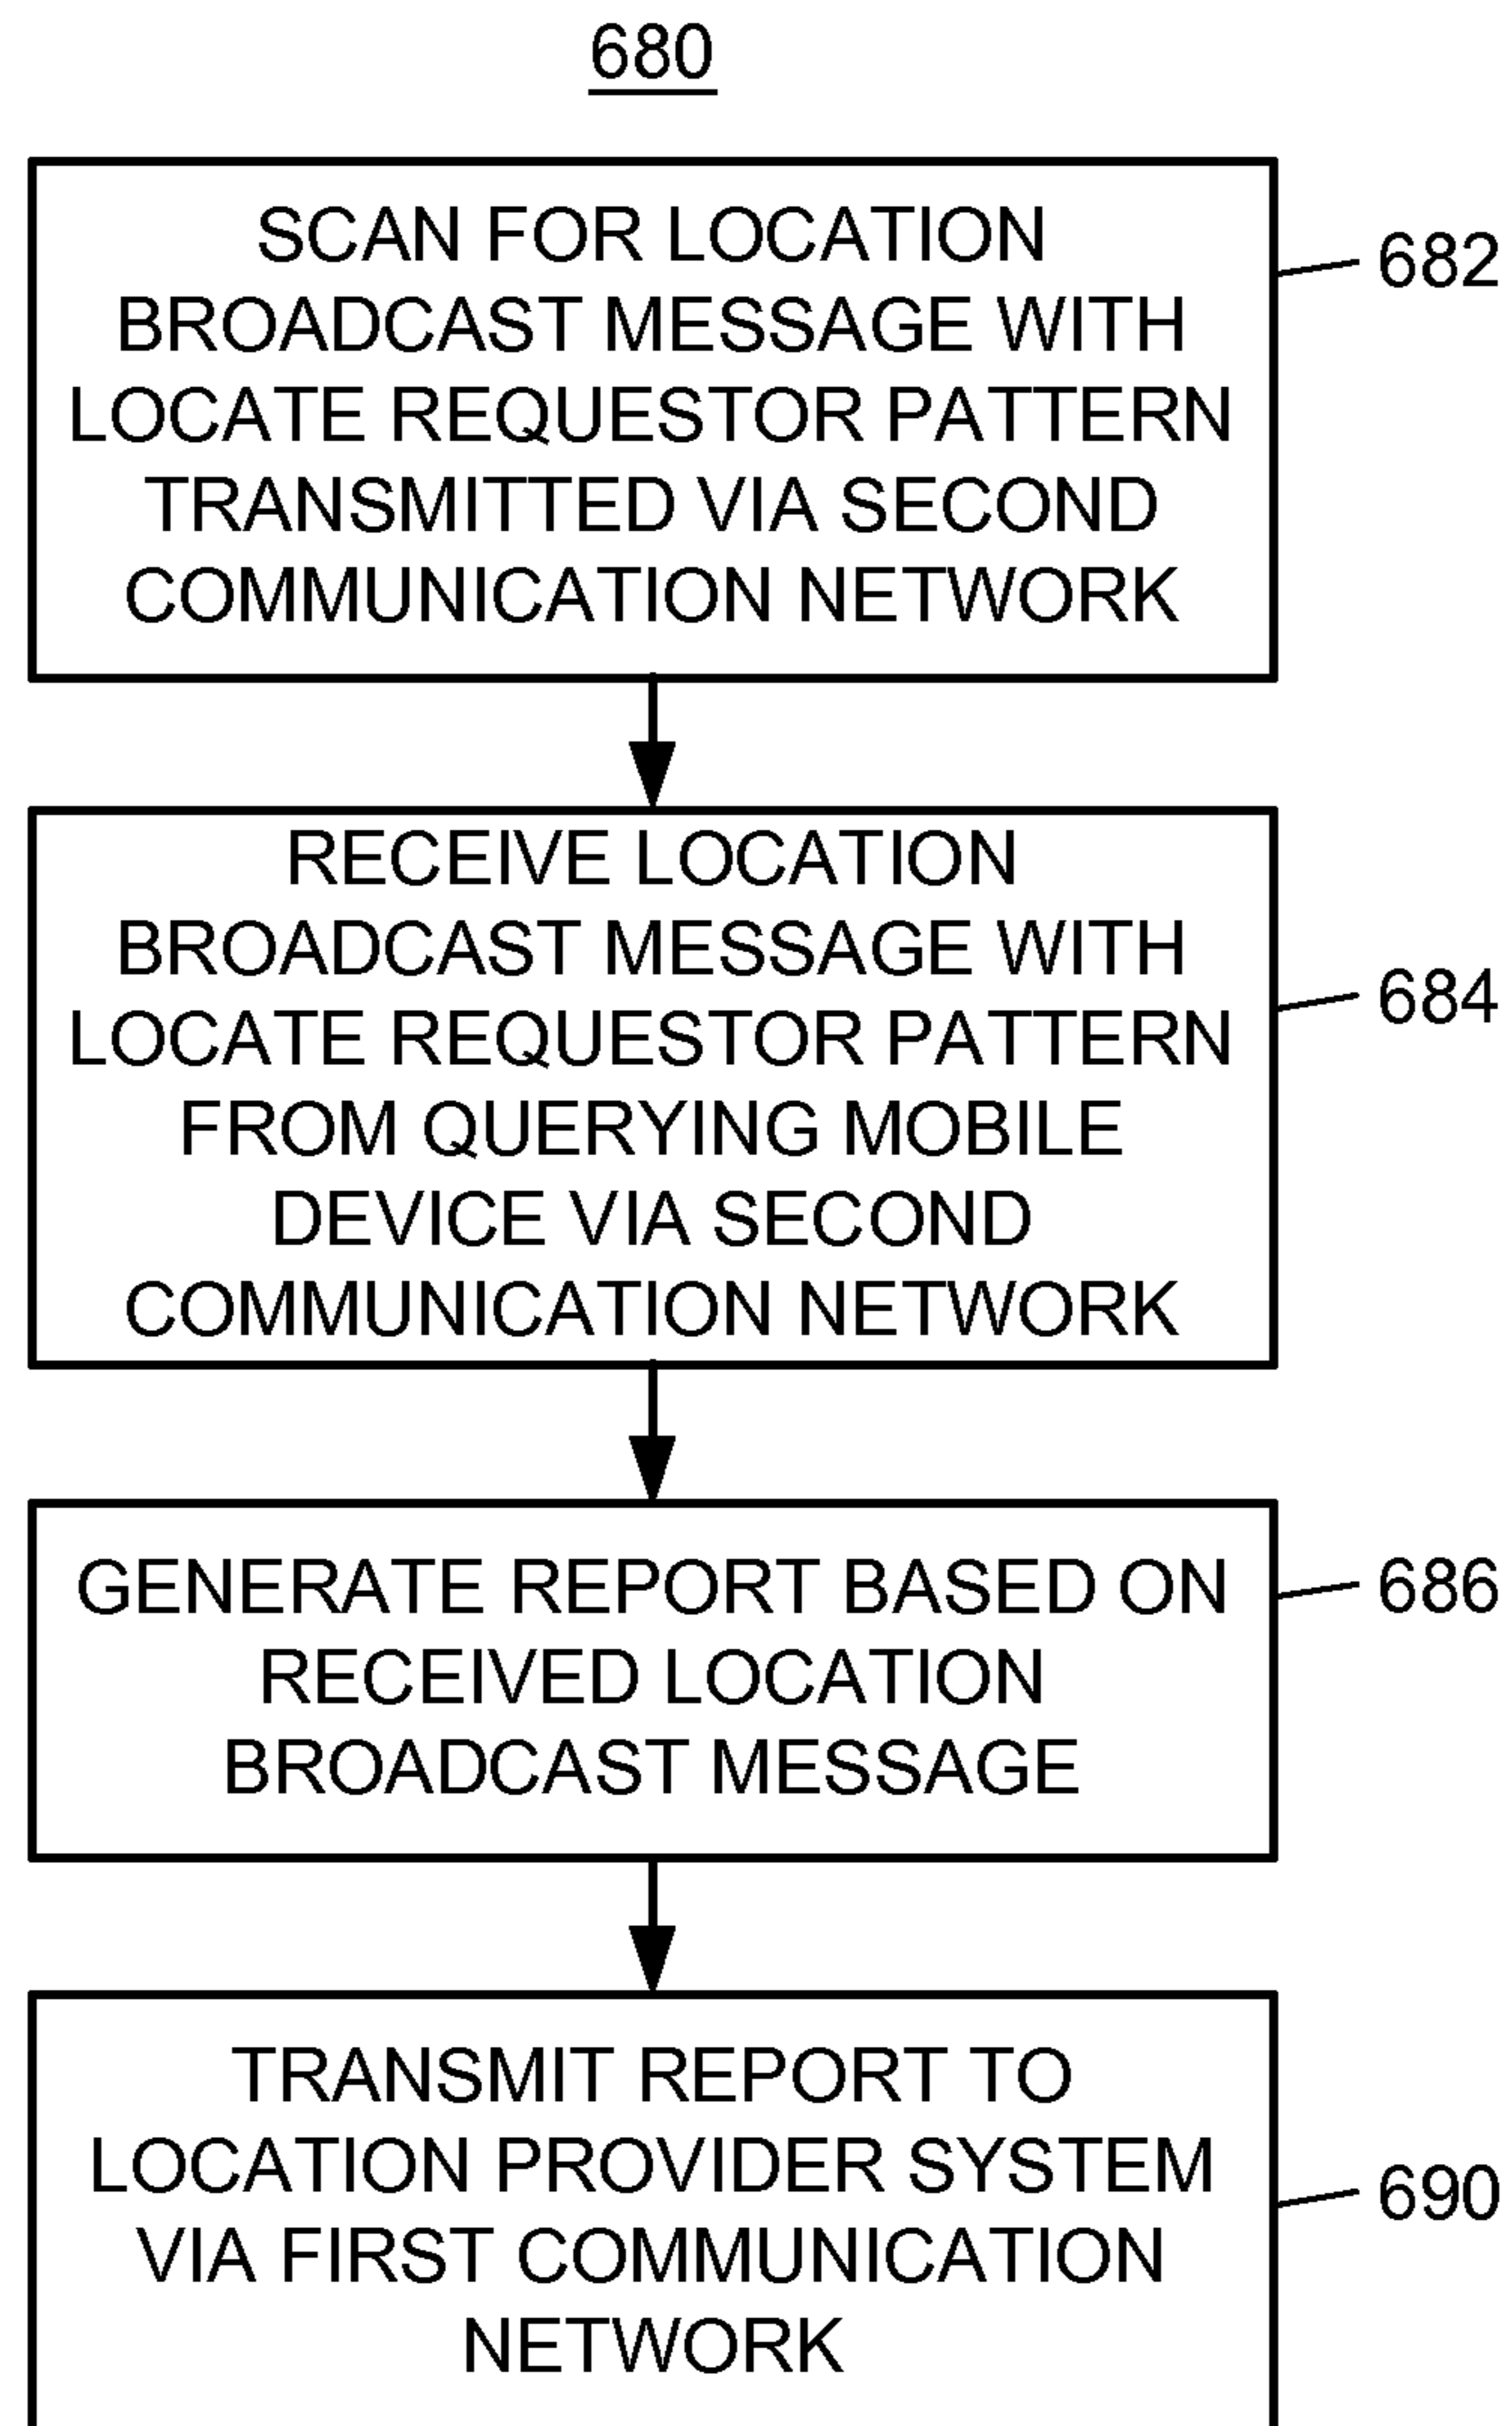 680
SCAN FOR LOCATION
BROADCAST MESSAGE WITH
LOCATE REQUESTOR PATTERN
TRANSMITTED VIA SECOND
COMMUNICATION NETWORK
682
RECEIVE LOCATION
BROADCAST MESSAGE WITH
LOCATE REQUESTOR PATTERN
FROM QUERYING MOBILE
DEVICE VIA SECOND
COMMUNICATION NETWORK
684
GENERATE REPORT BASED ON
RECEIVED LOCATION
BROADCAST MESSAGE
686
TRANSMIT REPORT TO
LOCATION PROVIDER SYSTEM
VIA FIRST COMMUNICATION
NETWORK
690